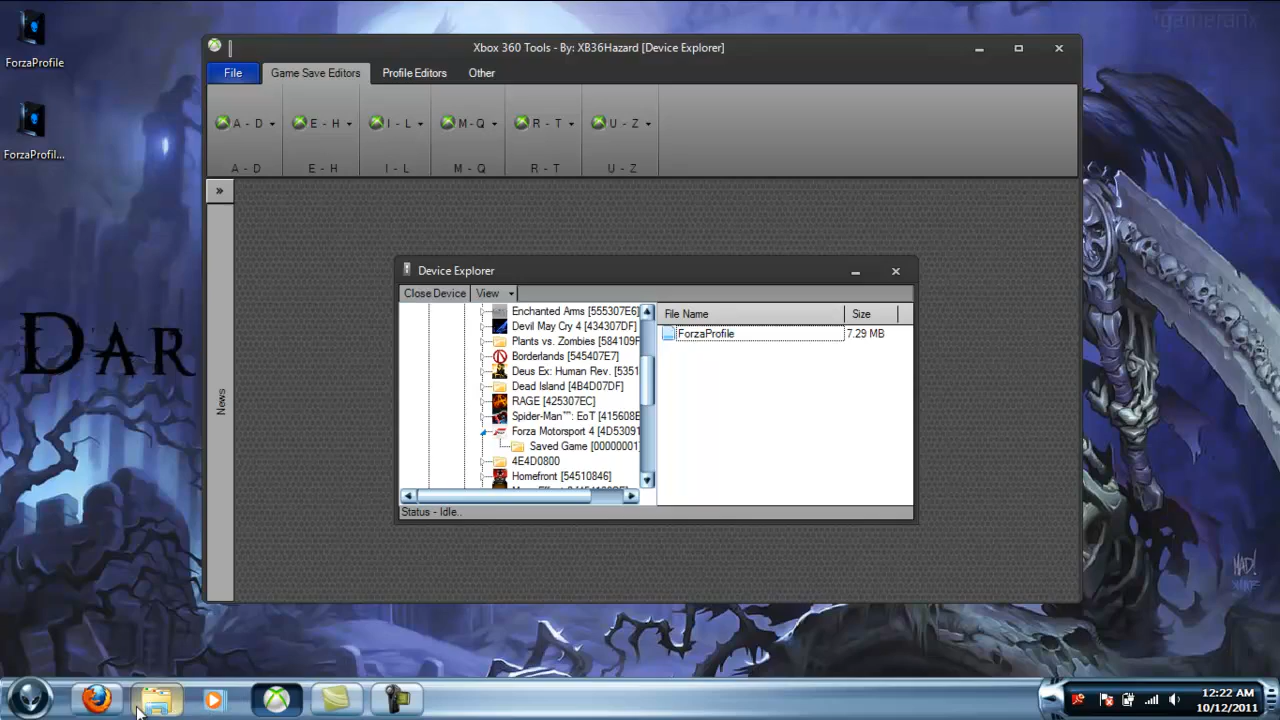 gameranx
ForzaProfile
ForzaProfil...
Xbox 360 Tools - By: XB36Hazard [Device Explorer]
File
Game Save Editors
Profile Editors
Other
A - D
E - H
I - L
M-Q
R - T
U - Z
A - D
E - H
I - L
M - Q
R - T
U - Z
»
News
Device Explorer
Close Device
View
Enchanted Arms [555307E6]
Devil May Cry 4 [434307DF]
Plants vs. Zombies [584109F
Borderlands [545407E7]
Deus Ex: Human Rev. [5351
Dead Island [4B4D07DF]
RAGE [425307EC]
Spider-Man™: EoT [415608E
Forza Motorsport 4 [4D53091
Saved Game [00000001]
4E4D0800
Homefront [54510846]
File Name
Size
ForzaProfile
7.29 MB
Status - Idle..
DAR
MAD!
12:22 AM
10/12/2011